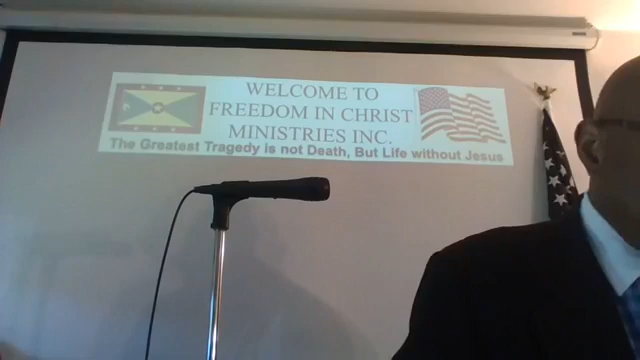 WELCOME TO
FREEDOM IN CHRIST
MINISTRIES INC.
The Greatest Tragedy is not Death, But Life without Jesus